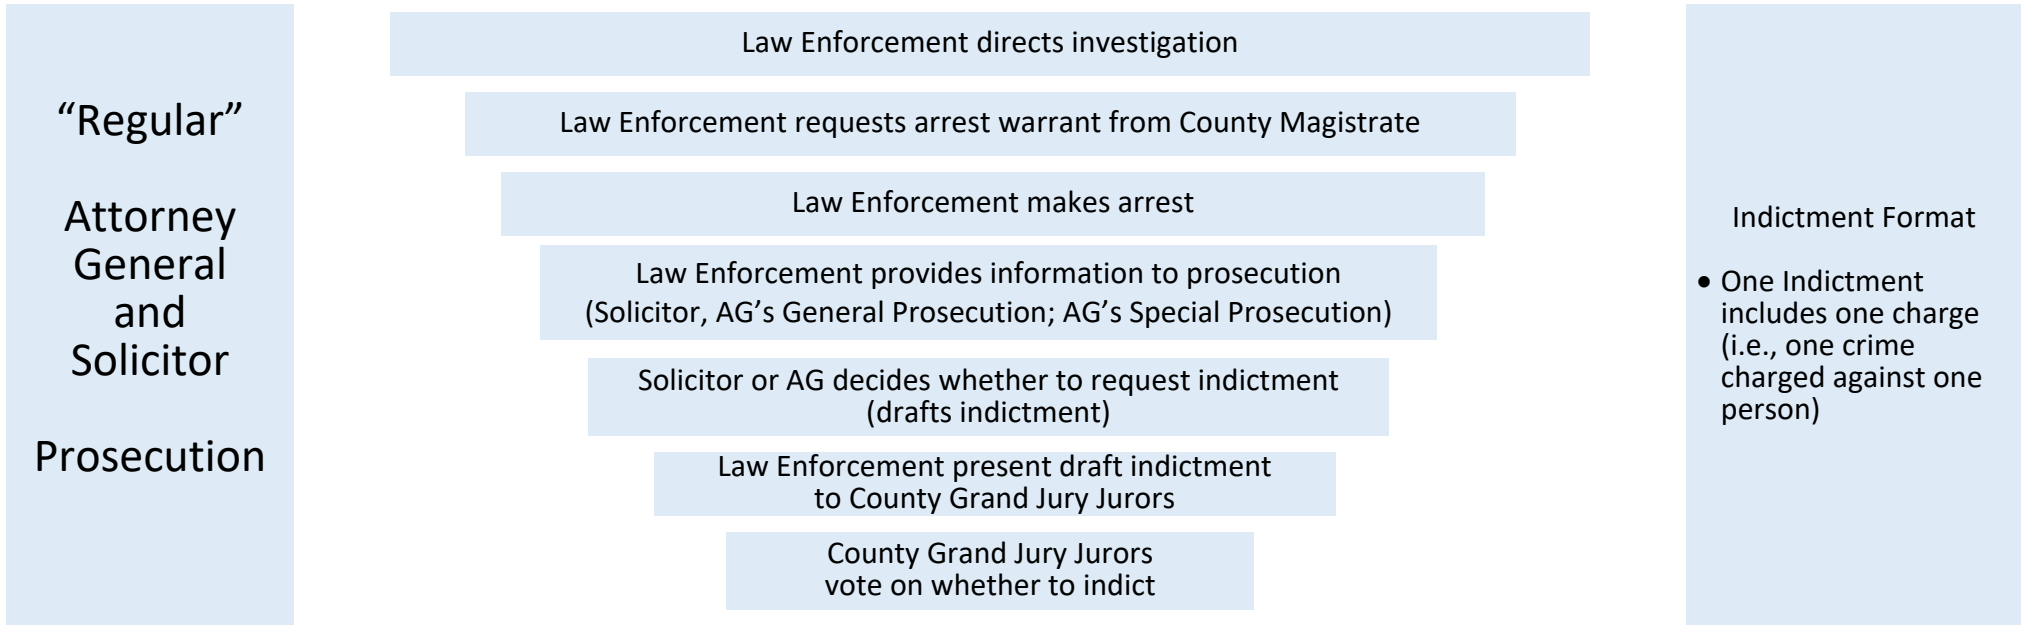 “Regular”
Attorney
General
and
Solicitor
Prosecution
Law Enforcement directs investigation
Law Enforcement requests arrest warrant from County Magistrate
Law Enforcement makes arrest
Law Enforcement provides information to prosecution
(Solicitor, AG’s General Prosecution; AG’s Special Prosecution)
Solicitor or AG decides whether to request indictment
(drafts indictment)
Law Enforcement present draft indictment
to County Grand Jury Jurors
County Grand Jury Jurors
vote on whether to indict
Indictment Format
• One Indictment
includes one charge
(i.e., one crime
charged against one
person)